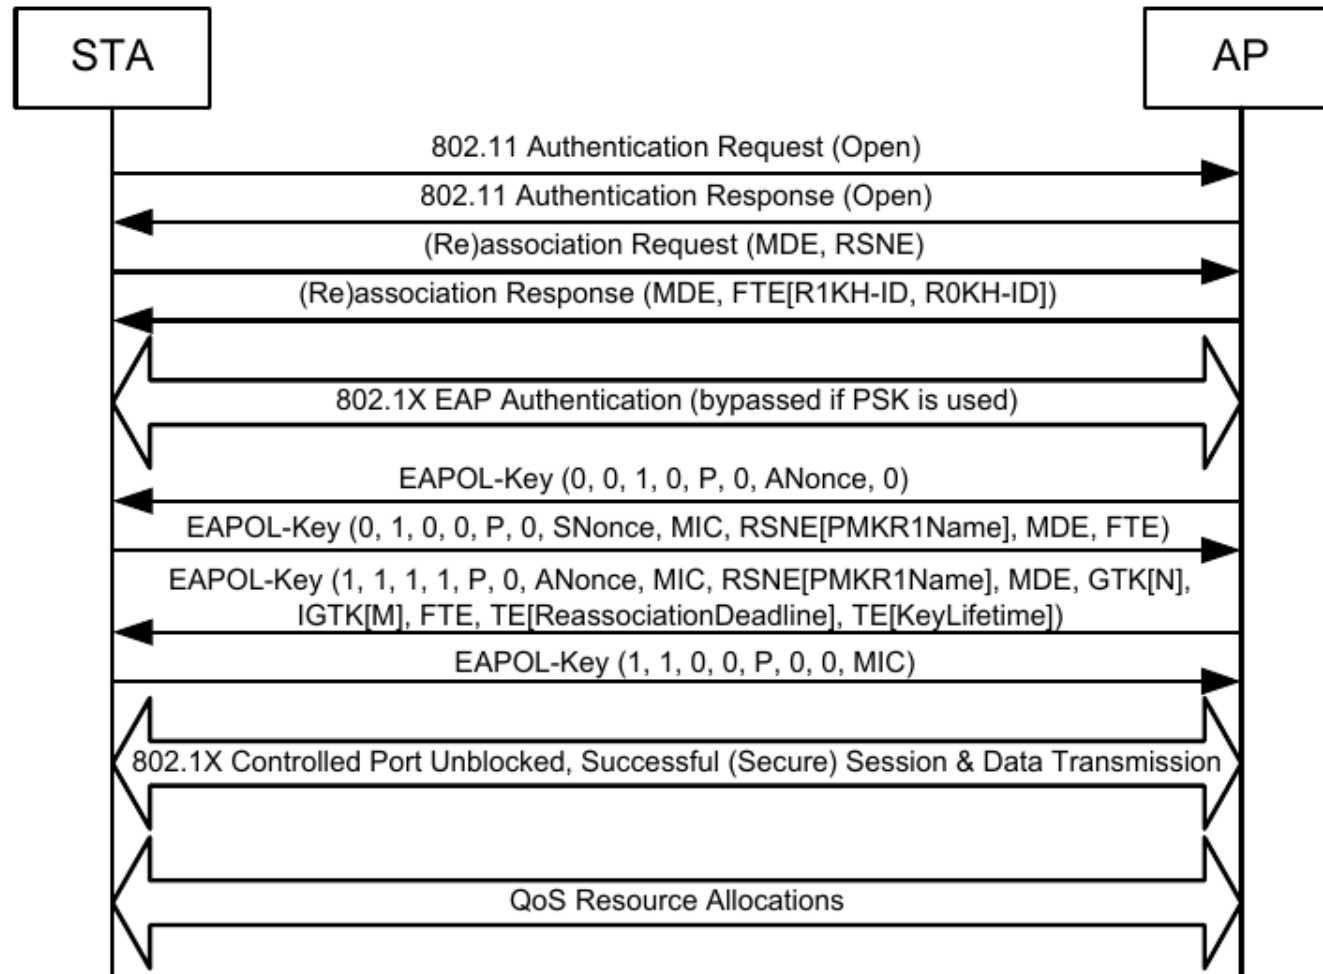 STA
AP
802.11 Authentication Request (Open)
802.11 Authentication Response (Open)
(Re)association Request (MDE, RSNE)
(Re)association Response (MDE, FTE[R1KH-ID, R0KH-ID])
802.1X EAP Authentication (bypassed if PSK is used)
EAPOL-Key (0, 0, 1, 0, P, 0, ANonce, 0)
EAPOL-Key (0, 1, 0, 0, P, 0, SNonce, MIC, RSNE[PMKR1Name], MDE, FTE)
EAPOL-Key (1, 1, 1, 1, P, 0, ANonce, MIC, RSNE[PMKR1Name], MDE, GTK[N],
IGTK[M], FTE, TE[ReassociationDeadline], TE[KeyLifetime])
EAPOL-Key (1, 1, 0, 0, P, 0, 0, MIC)
802.1X Controlled Port Unblocked, Successful (Secure) Session & Data Transmission
QoS Resource Allocations